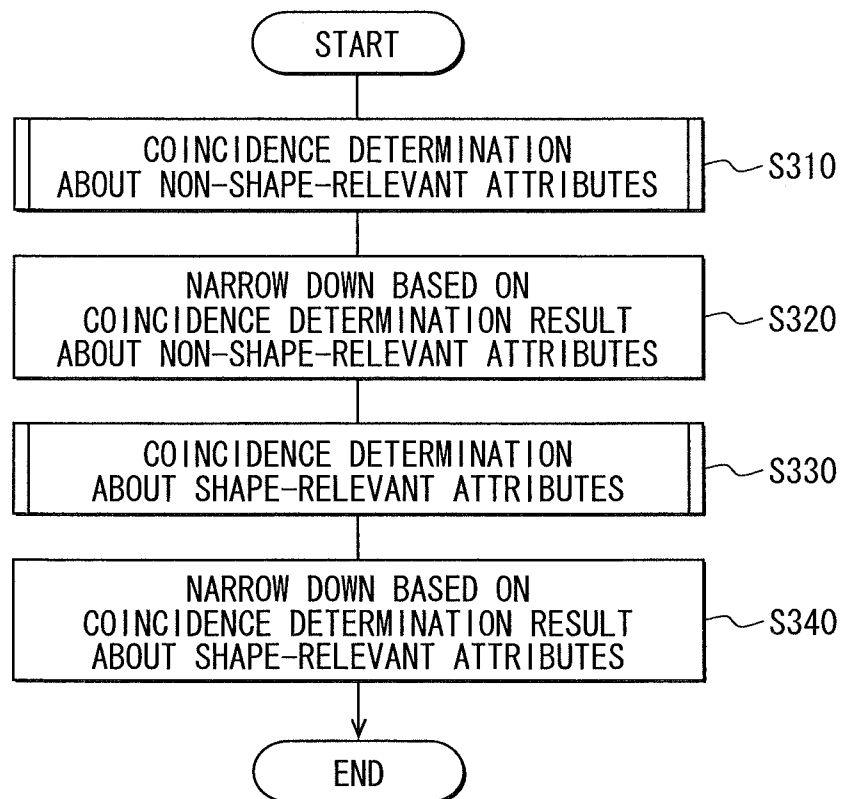 START
COINCIDENCE DETERMINATION
ABOUT NON-SHAPE-RELEVANT ATTRIBUTES
S310
NARROW DOWN BASED ON
COINCIDENCE DETERMINATION RESULT
ABOUT NON-SHAPE-RELEVANT ATTRIBUTES
S320
COINCIDENCE DETERMINATION
ABOUT SHAPE-RELEVANT ATTRIBUTES
S330
NARROW DOWN BASED ON
COINCIDENCE DETERMINATION RESULT
ABOUT SHAPE-RELEVANT ATTRIBUTES
S340
END